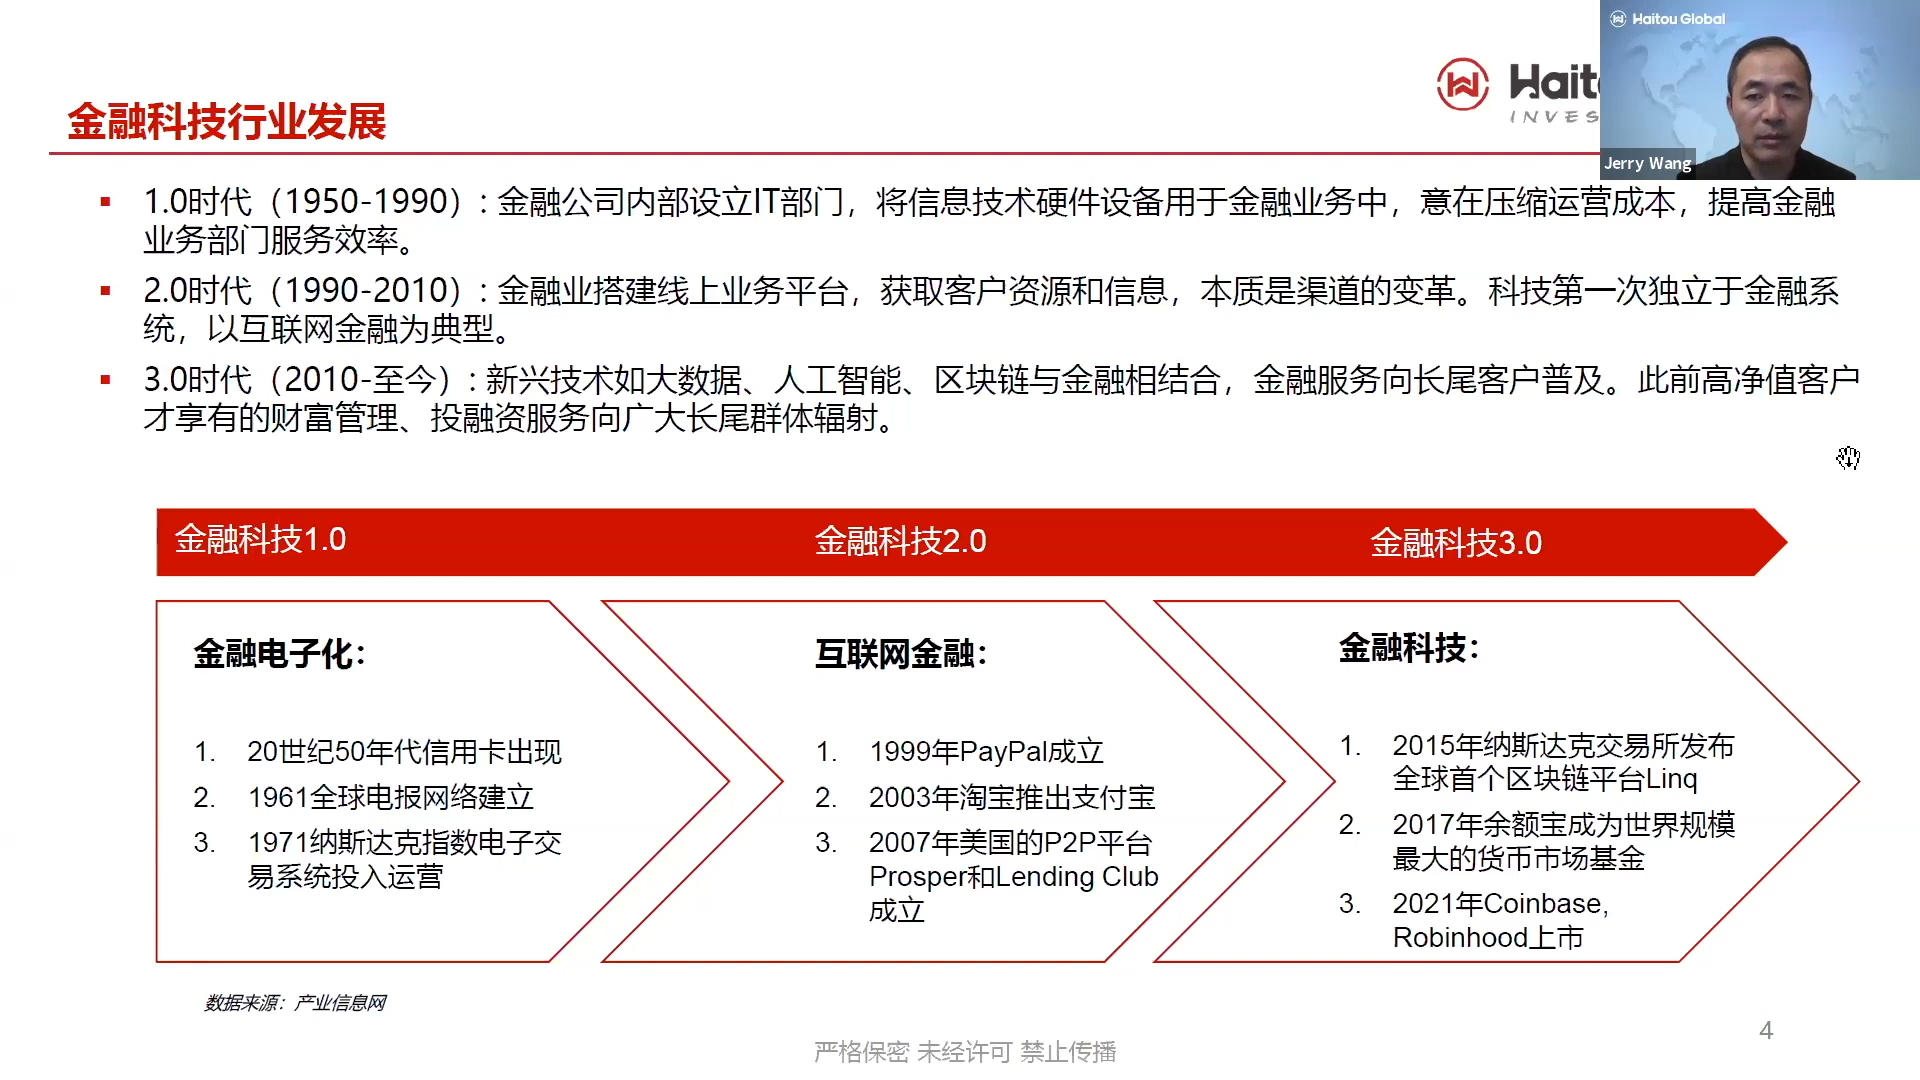 Haitou Global
Hait
INVES
Jerry Wang
金融科技行业发展
▪ 1.0时代（1950-1990）: 金融公司内部设立IT部门，将信息技术硬件设备用于金融业务中，意在压缩运营成本，提高金融
业务部门服务效率。
▪ 2.0时代（1990-2010）: 金融业搭建线上业务平台，获取客户资源和信息，本质是渠道的变革。科技第一次独立于金融系
统，以互联网金融为典型。
▪ 3.0时代（2010-至今）: 新兴技术如大数据、人工智能、区块链与金融相结合，金融服务向长尾客户普及。此前高净值客户
才享有的财富管理、投融资服务向广大长尾群体辐射。
金融科技1.0
金融科技2.0
金融科技3.0
金融电子化：
1. 20世纪50年代信用卡出现
2. 1961全球电报网络建立
3. 1971纳斯达克指数电子交
易系统投入运营
互联网金融：
1. 1999年PayPal成立
2. 2003年淘宝推出支付宝
3. 2007年美国的P2P平台
Prosper和Lending Club
成立
金融科技：
1. 2015年纳斯达克交易所发布
全球首个区块链平台Linq
2. 2017年余额宝成为世界规模
最大的货币市场基金
3. 2021年Coinbase,
Robinhood上市
数据来源：产业信息网
4
严格保密 未经许可 禁止传播